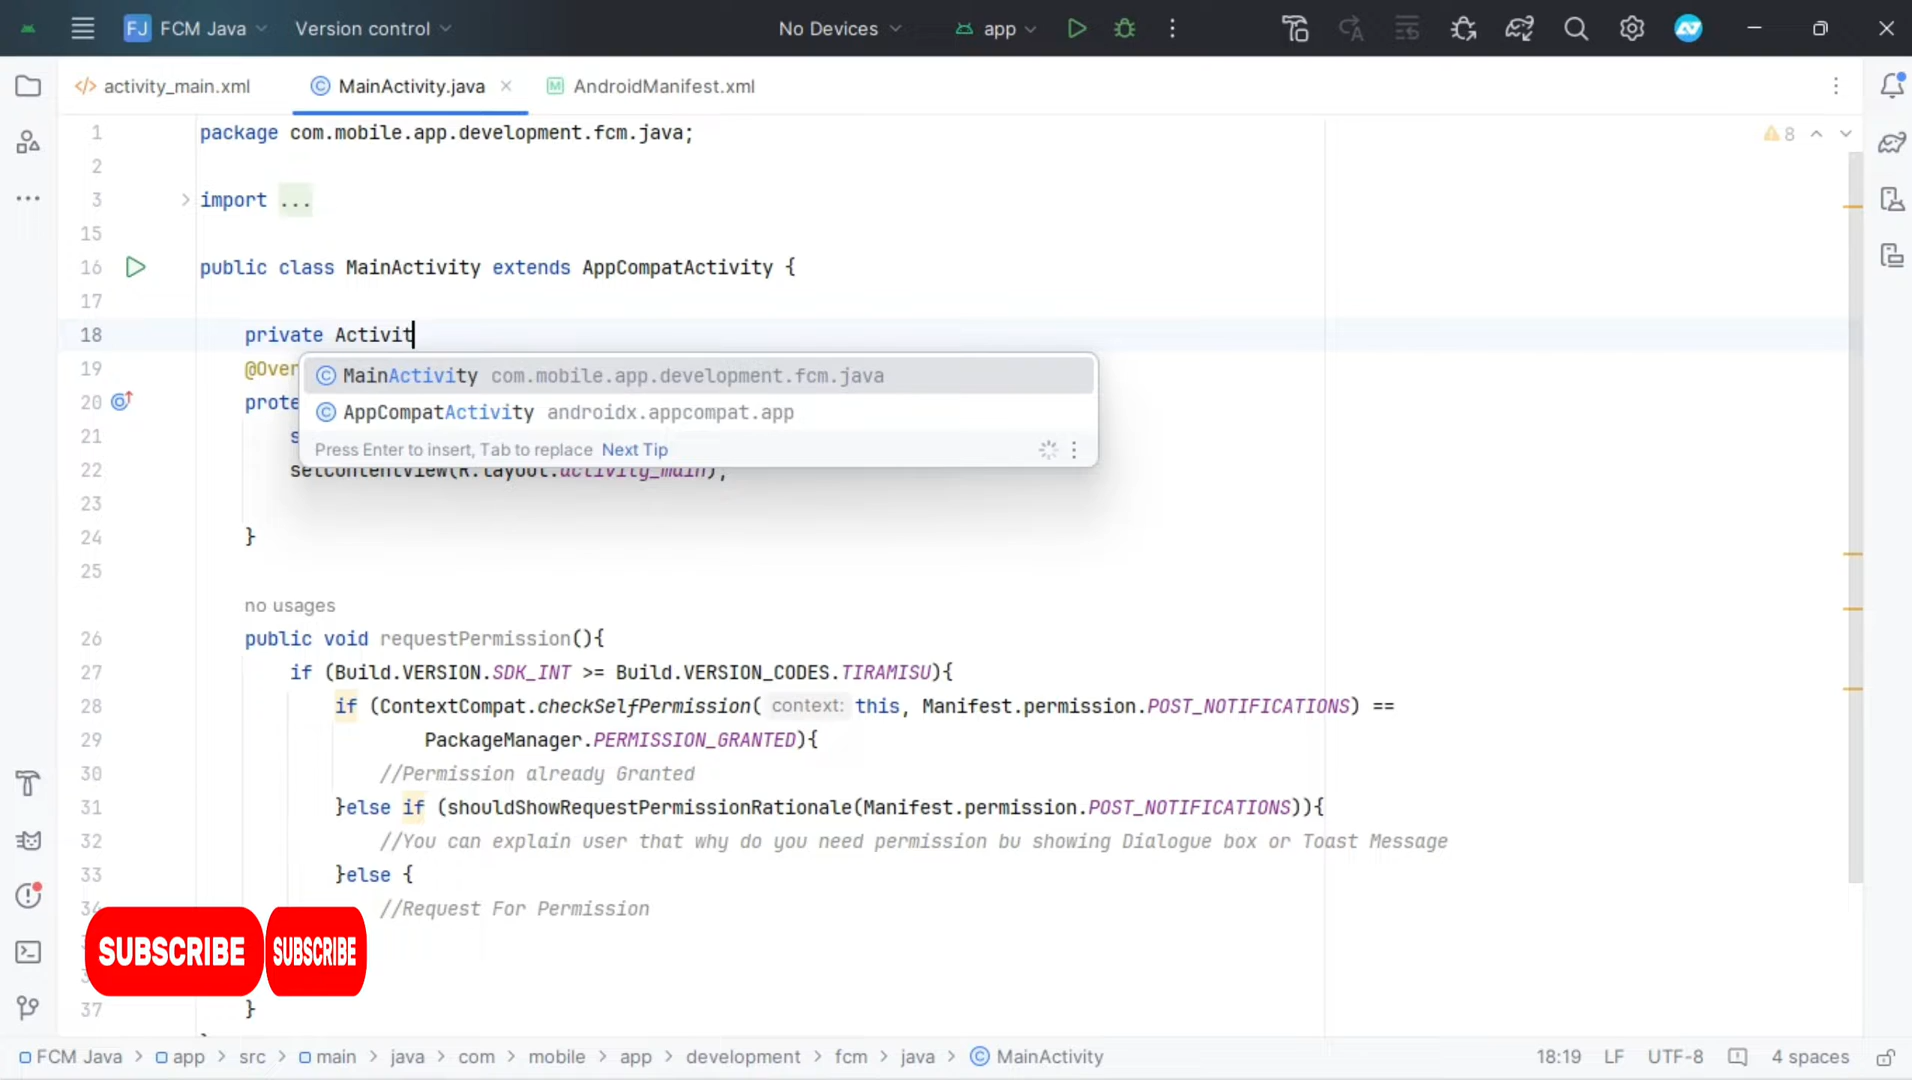 FJ FCM Java Version control No Devices app
activity_main.xml MainActivity.java AndroidManifest.xml
1 package com.mobile.app.development.fcm.java; 8
2
3 import ...
15
16 public class MainActivity extends AppCompatActivity {
17
18 private Activit
19 @Over
MainActivity com.mobile.app.development.fcm.java
20 prote
AppCompatActivity androidx.appcompat.app
21 s
Press Enter to insert, Tab to replace Next Tip
22 setContentView(R.layout.activity_main);
23
24 }
25
no usages
26 public void requestPermission(){
27 if (Build.VERSION.SDK_INT >= Build.VERSION_CODES.TIRAMISU){
28 if (ContextCompat.checkSelfPermission( context: this, Manifest.permission.POST_NOTIFICATIONS) ==
29 PackageManager.PERMISSION_GRANTED){
30 //Permission already Granted
31 }else if (shouldShowRequestPermissionRationale(Manifest.permission.POST_NOTIFICATIONS)){
32 //You can explain user that why do you need permission bu showing Dialogue box or Toast Message
33 }else {
34 //Request For Permission
SUBSCRIBE SUBSCRIBE
37 }
FCM Java > app > src > main > java > com > mobile > app > development > fcm > java > MainActivity 18:19 LF UTF-8 4 spaces